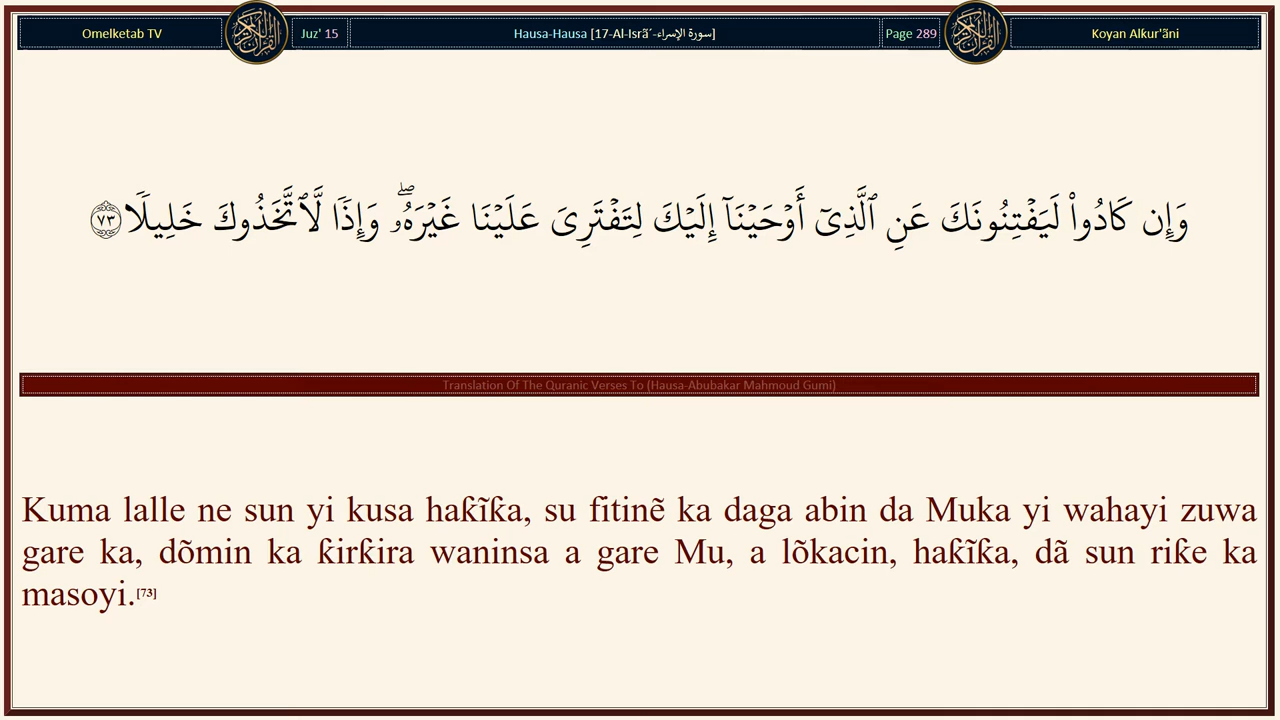 Omelketab TV
Juz' 15
Hausa-Hausa [17-Al-Isrã´-سورة الإسراء]
Page 289
Koyan Alƙur'ãni
وَإِن كَادُوا۟ لَيَفْتِنُونَكَ عَنِ ٱلَّذِىٓ أَوْحَيْنَآ إِلَيْكَ لِتَفْتَرِىَ عَلَيْنَا غَيْرَهُۥ ۖ وَإِذًا لَّٱتَّخَذُوكَ خَلِيلًا ﴿٧٣﴾
Translation Of The Quranic Verses To (Hausa-Abubakar Mahmoud Gumi)
Kuma lalle ne sun yi kusa haƙĩƙa, su fitinẽ ka daga abin da Muka yi wahayi zuwa
gare ka, dõmin ka ƙirƙira waninsa a gare Mu, a lõkacin, haƙĩƙa, dã sun riƙe ka
masoyi.[73]